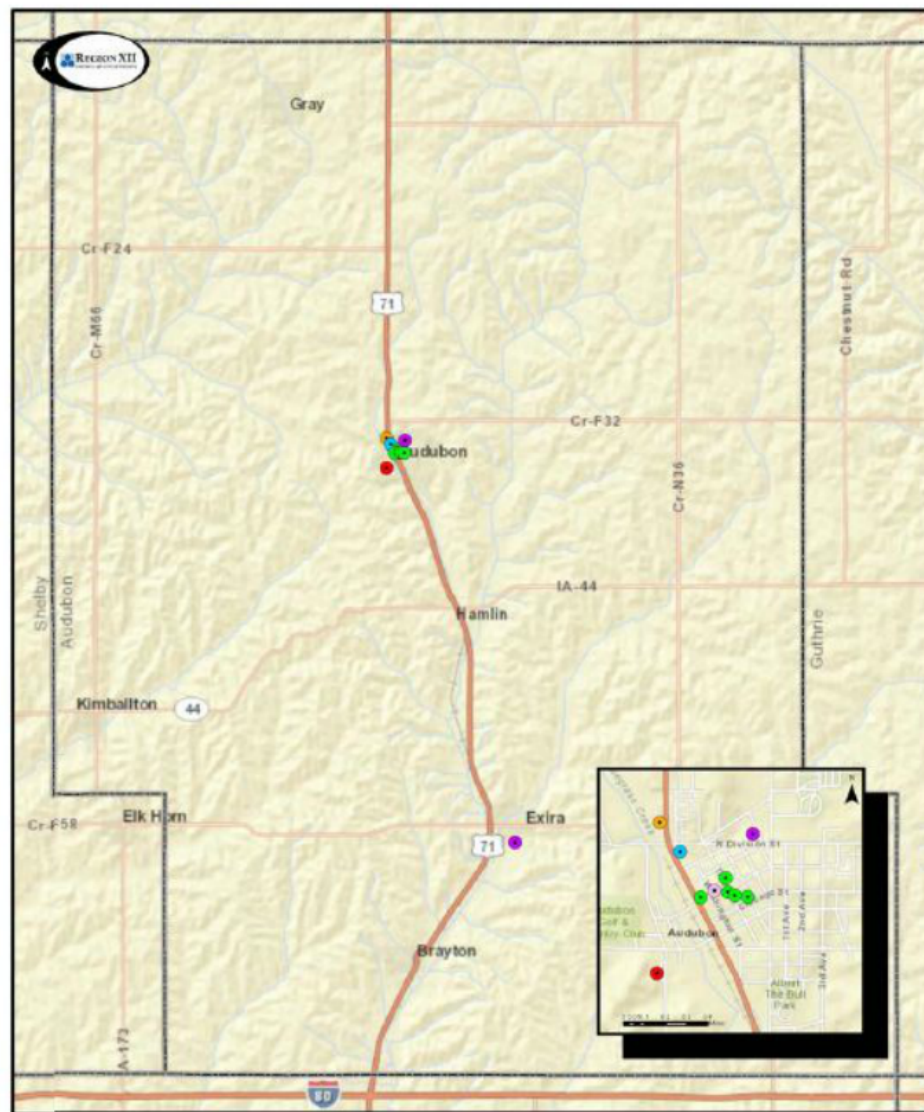 REGION XII
Gray
Cr-F24
Cr-M66
71
Chestnut Rd
Cr-F32
Audubon
Cr-N36
IA-44
Shelby
Audubon
Hamlin
Guthrie
Kimballton
44
Elk Horn
Cr-F58
Exira
71
N Division St
1st Ave
2nd Ave
Audubon
3rd Ave
Albert
The Bull
Park
Brayton
A-173
80
N